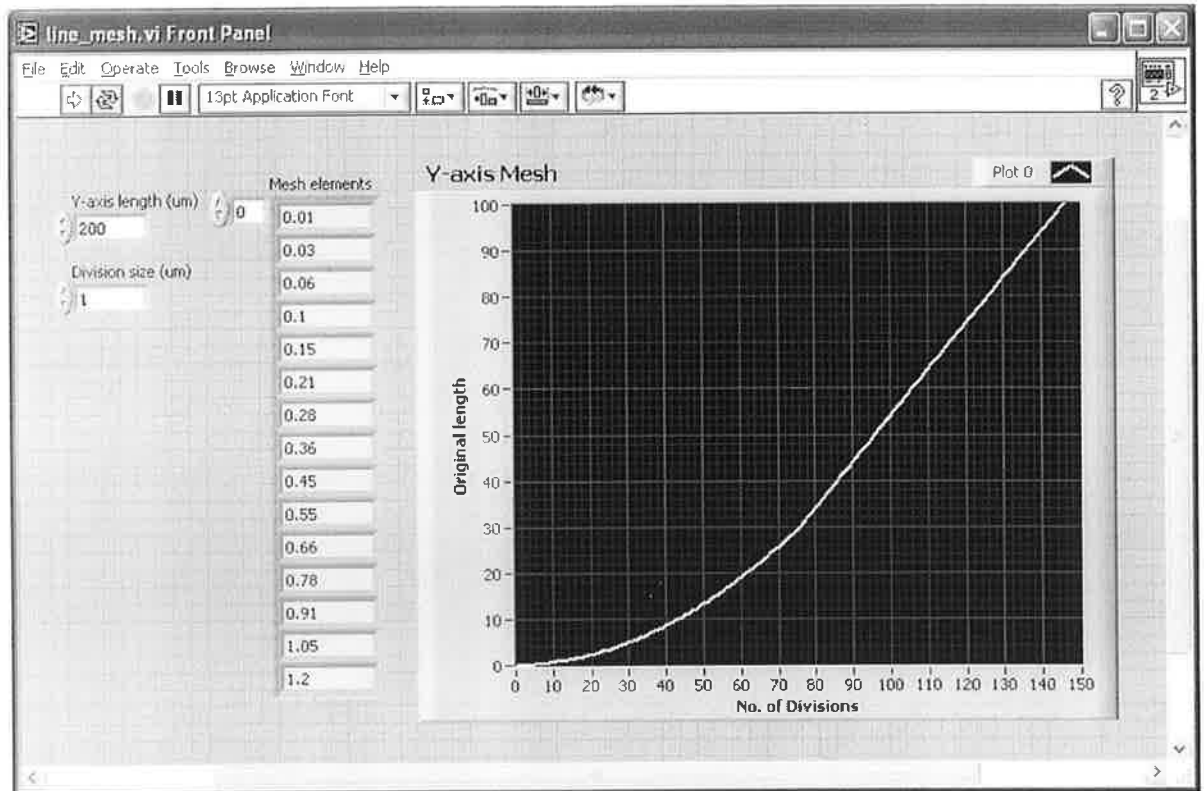 line_mesh.vi Front Panel
File Edit Operate Tools Browse Window Help
13pt Application Font
2
Y-axis length (um)
200
Division size (um)
1
0
Mesh elements
0.01
0.03
0.06
0.1
0.15
0.21
0.28
0.36
0.45
0.55
0.66
0.78
0.91
1.05
1.2
Y-axis Mesh
Plot 0
Original length
100
90
80
70
60
50
40
30
20
10
0
0 10 20 30 40 50 60 70 80 90 100 110 120 130 140 150
No. of Divisions